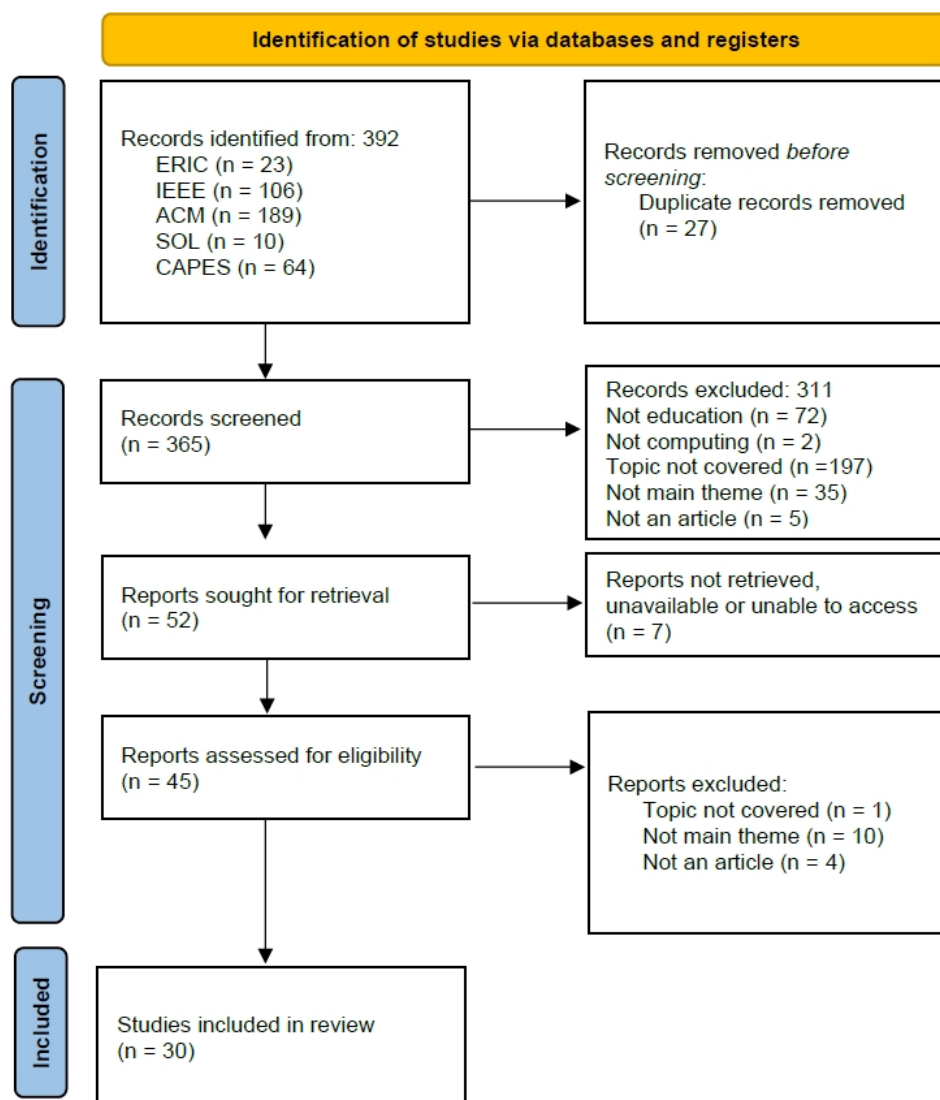 Identification of studies via databases and registers
Identification
Records identified from: 392
ERIC (n = 23)
IEEE (n = 106)
ACM (n = 189)
SOL (n = 10)
CAPES (n = 64)
Records removed before
screening:
Duplicate records removed
(n = 27)
Screening
Records screened
(n = 365)
Records excluded: 311
Not education (n = 72)
Not computing (n = 2)
Topic not covered (n =197)
Not main theme (n = 35)
Not an article (n = 5)
Reports sought for retrieval
(n = 52)
Reports not retrieved,
unavailable or unable to access
(n = 7)
Reports assessed for eligibility
(n = 45)
Reports excluded:
Topic not covered (n = 1)
Not main theme (n = 10)
Not an article (n = 4)
Included
Studies included in review
(n = 30)